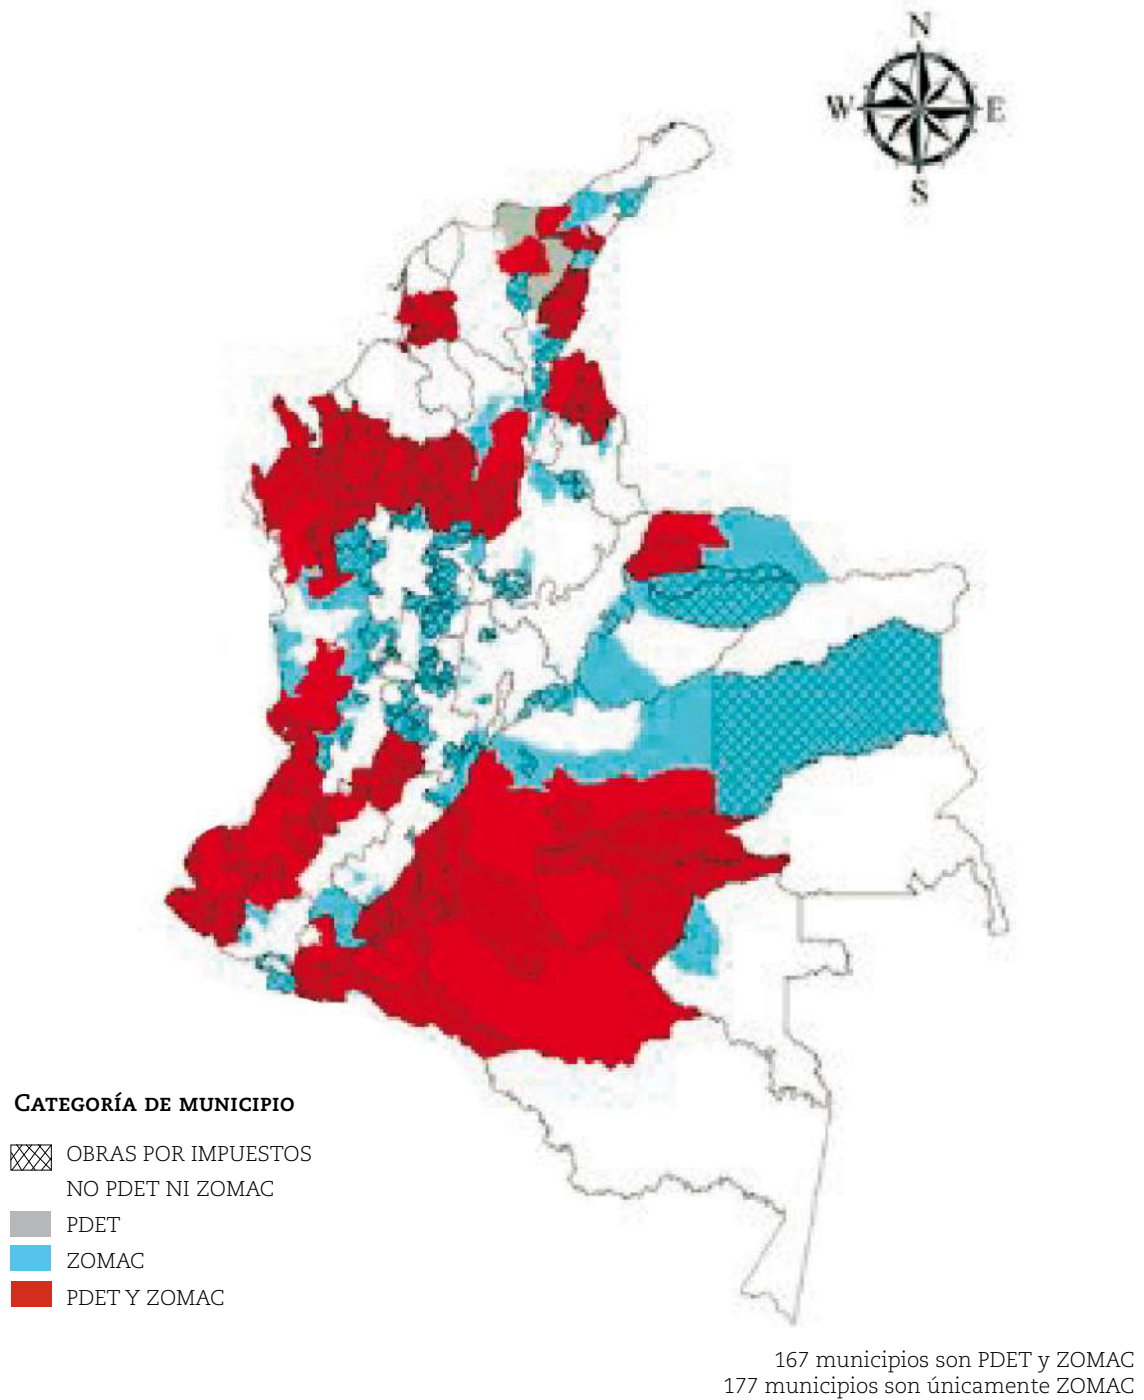 N
W
E
S
CATEGORÍA DE MUNICIPIO
OBRAS POR IMPUESTOS
NO PDET NI ZOMAC
PDET
ZOMAC
PDET Y ZOMAC
167 municipios son PDET y ZOMAC
177 municipios son únicamente ZOMAC